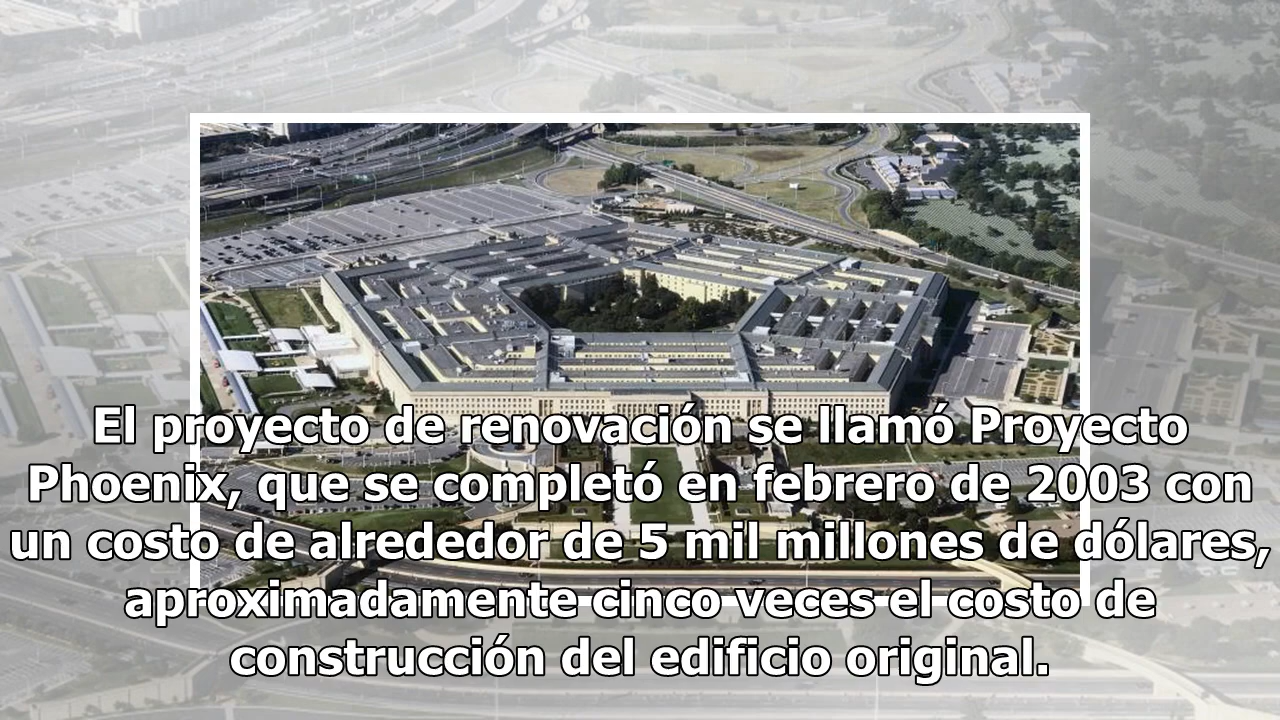 El proyecto de renovación se llamó Proyecto
Phoenix, que se completó en febrero de 2003 con
un costo de alrededor de 5 mil millones de dólares,
aproximadamente cinco veces el costo de
construcción del edificio original.